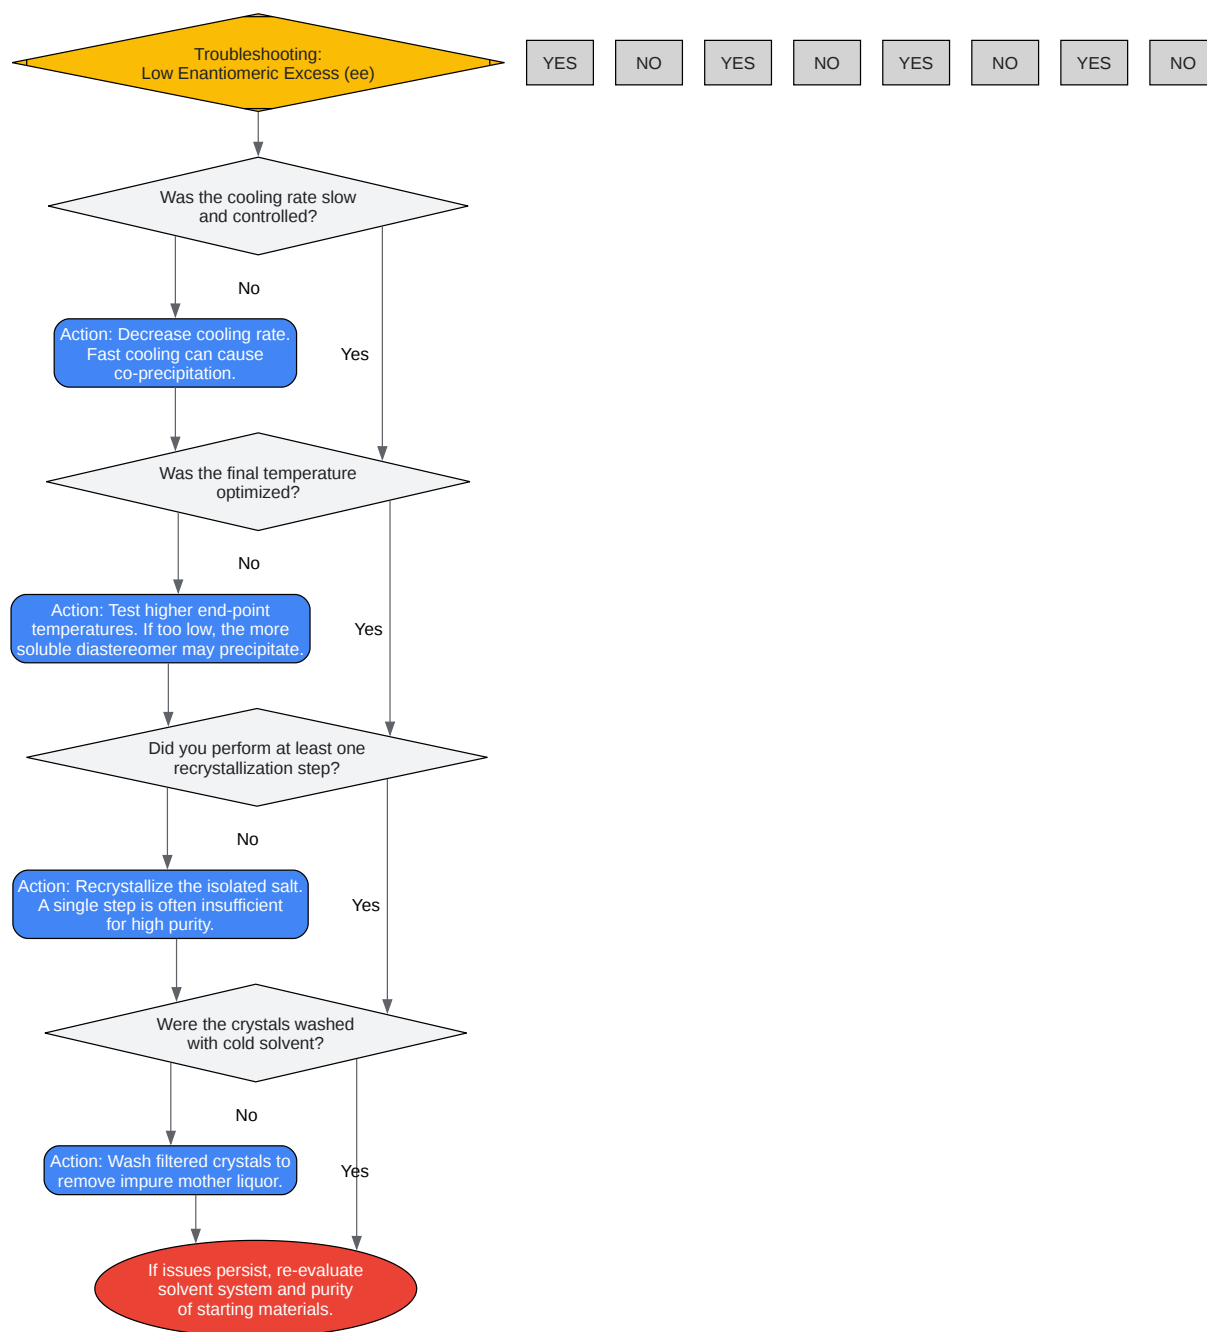 Troubleshooting:
Low Enantiomeric Excess (ee)
YES
NO
YES
NO
YES
NO
YES
NO
Was the cooling rate slow
and controlled?
No
Action: Decrease cooling rate.
Fast cooling can cause
co-precipitation.
Yes
Was the final temperature
optimized?
No
Action: Test higher end-point
temperatures. If too low, the more
soluble diastereomer may precipitate.
Yes
Did you perform at least one
recrystallization step?
No
Action: Recrystallize the isolated salt.
A single step is often insufficient
for high purity.
Yes
Were the crystals washed
with cold solvent?
No
Action: Wash filtered crystals to
remove impure mother liquor.
Yes
If issues persist, re-evaluate
solvent system and purity
of starting materials.